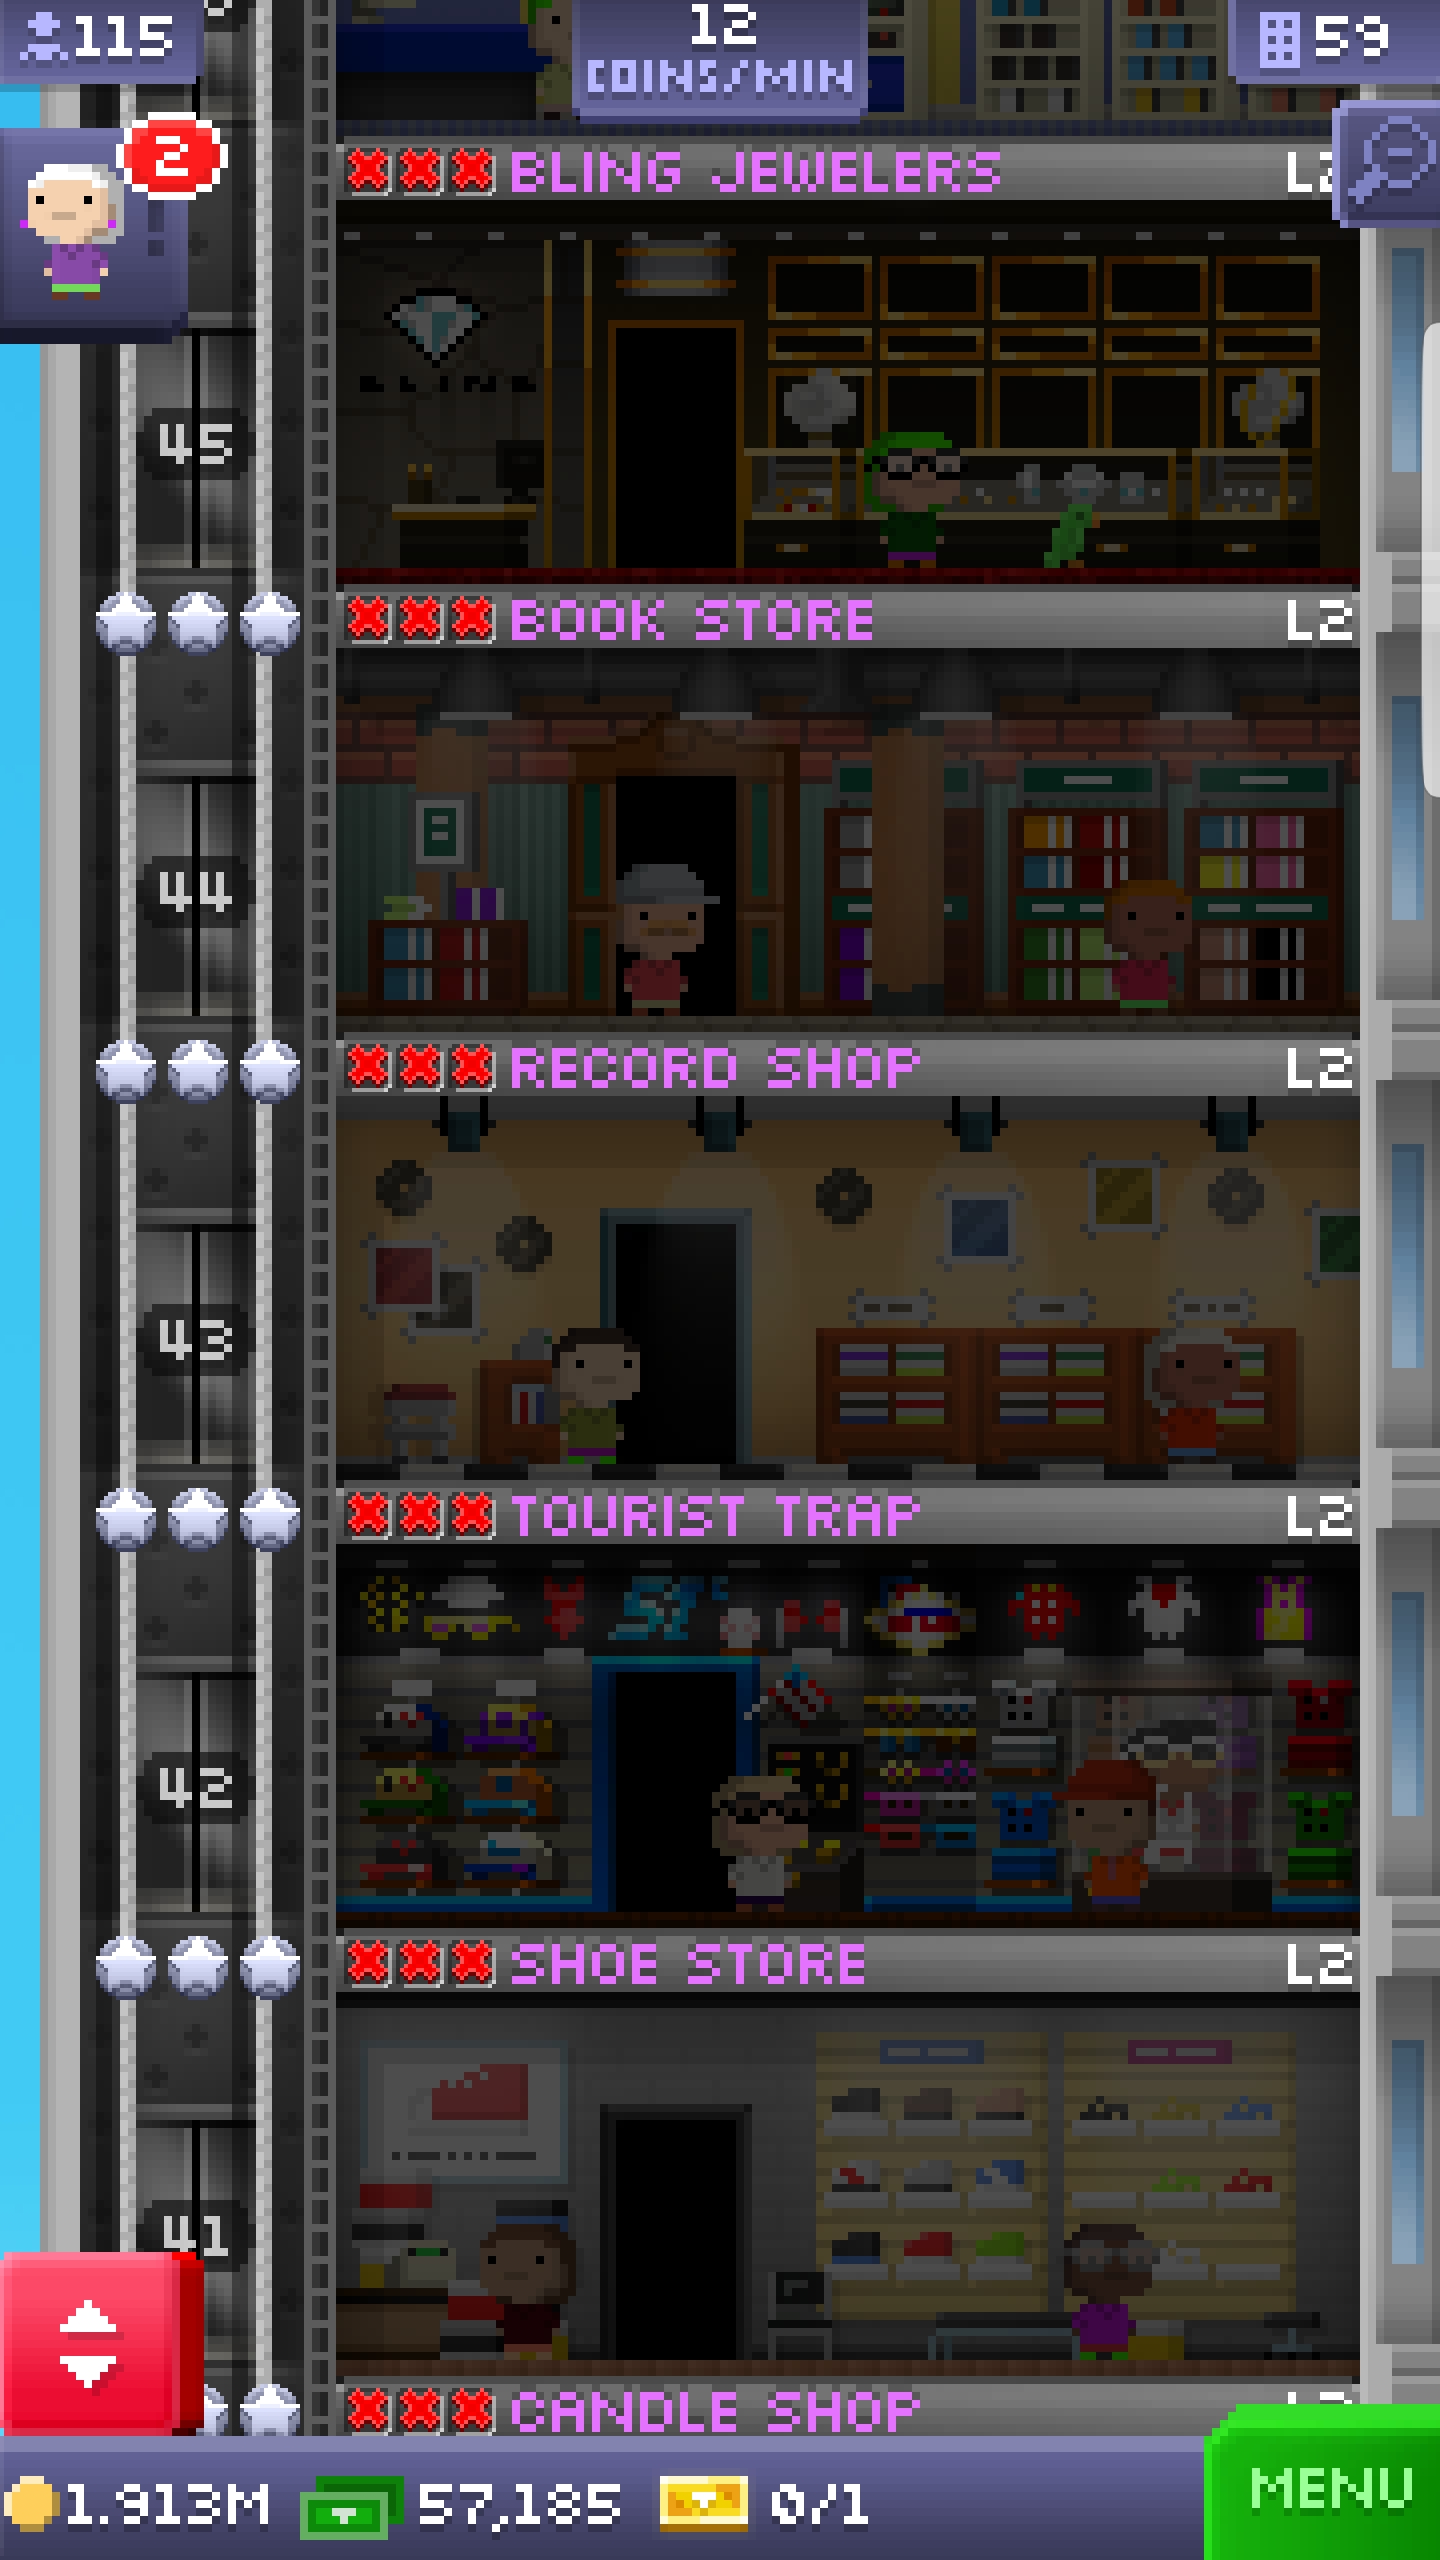 115
12
COINS/MIN
59
2
BLING JEWELERS
BLING
45
BOOK STORE L2
44
RECORD SHOP L2
43
TOURIST TRAP L2
42
SHOE STORE L2
41
CANDLE SHOP
1.913M 57,185 0/1
MENU